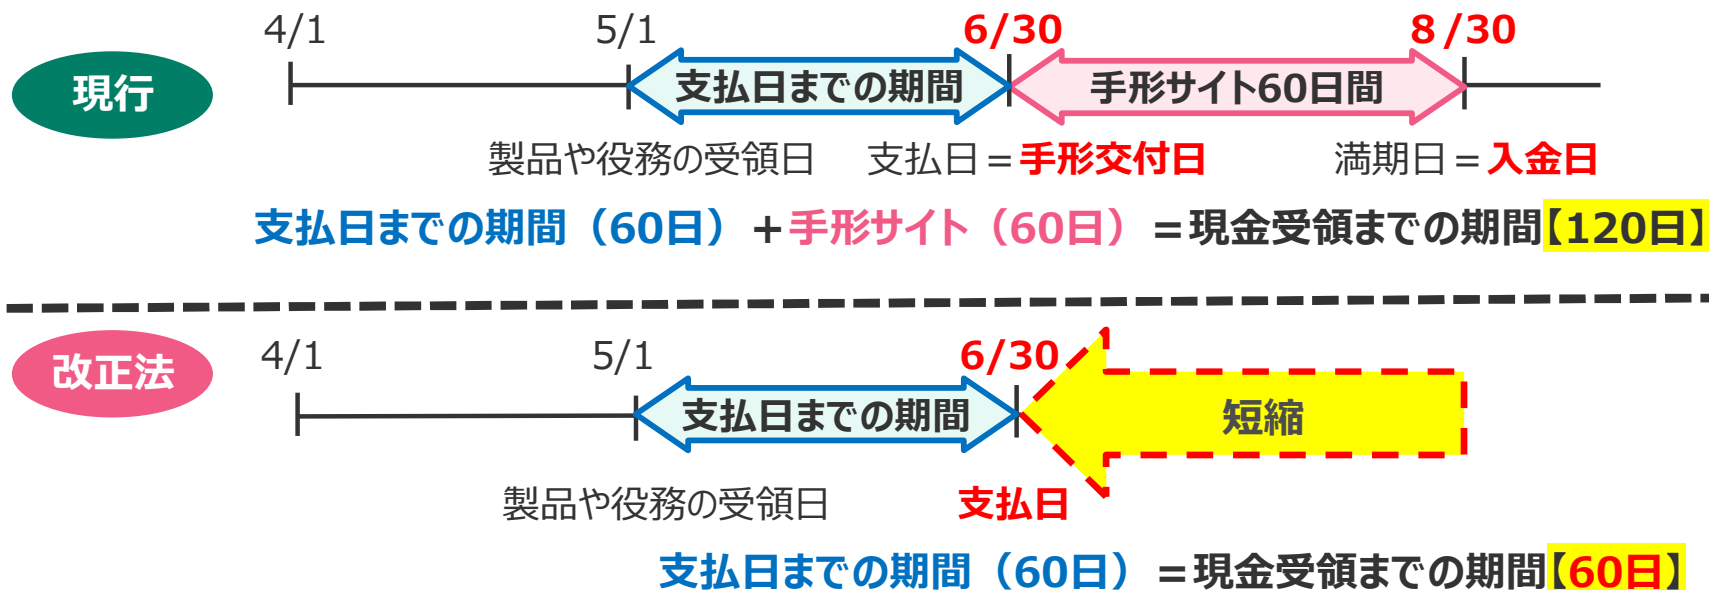 4/1 5/1 6/30 8/30
現行 支払日までの期間 手形サイト60日間
製品や役務の受領日 支払日=手形交付日 満期日=入金日
支払日までの期間（60日）+手形サイト（60日）=現金受領までの期間【120日】
改正法 4/1 5/1 6/30
支払日までの期間 短縮
製品や役務の受領日 支払日
支払日までの期間（60日）=現金受領までの期間【60日】